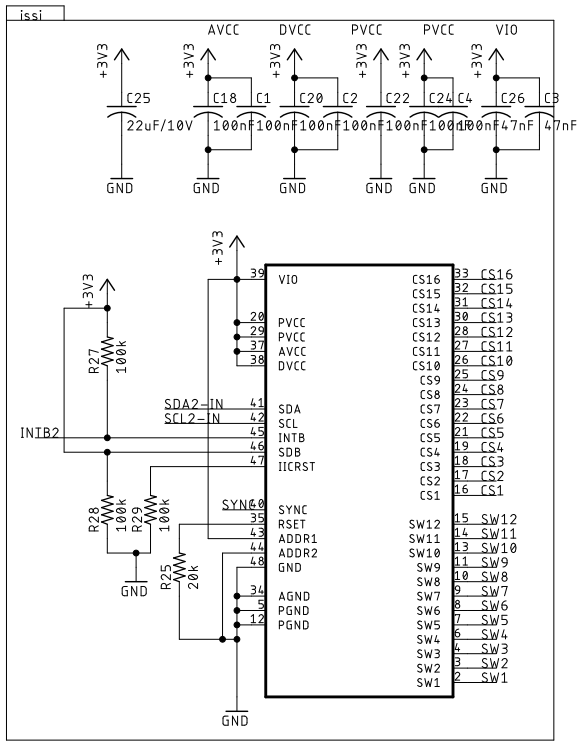 issi
AVCC DVCC PVCC PVCC VIO
+3V3 +3V3 +3V3 +3V3 +3V3 +3V3
C25 C18 C1 C20 C2 C22 C24 C4 C26 C3
22uF/10V 100nF 100nF 100nF 100nF 100nF 100nF 100nF 47nF 47nF
GND GND GND GND GND GND
+3V3
39 VIO CS16 33 CS16
CS15 32 CS15
+3V3
CS14 31 CS14
20 PVCC CS13 30 CS13
29 PVCC CS12 28 CS12
37 AVCC CS11 27 CS11
38 DVCC CS10 26 CS10
R27 100k
CS9 25 CS9
CS8 24 CS8
SDA2-IN 41 SDA CS7 23 CS7
SCL2-IN 42 SCL CS6 22 CS6
INTB2 45 INTB CS5 21 CS5
46 SDB CS4 19 CS4
47 IICRST CS3 18 CS3
CS2 17 CS2
CS1 16 CS1
R28 100k R29 100k
SYNC 40 SYNC
35 RSET SW12 15 SW12
43 ADDR1 SW11 14 SW11
44 ADDR2 SW10 13 SW10
48 GND SW9 11 SW9
R25 20k
GND
SW8 10 SW8
34 AGND SW7 9 SW7
5 PGND SW6 8 SW6
12 PGND SW5 7 SW5
SW4 6 SW4
SW3 4 SW3
SW2 3 SW2
SW1 2 SW1
GND